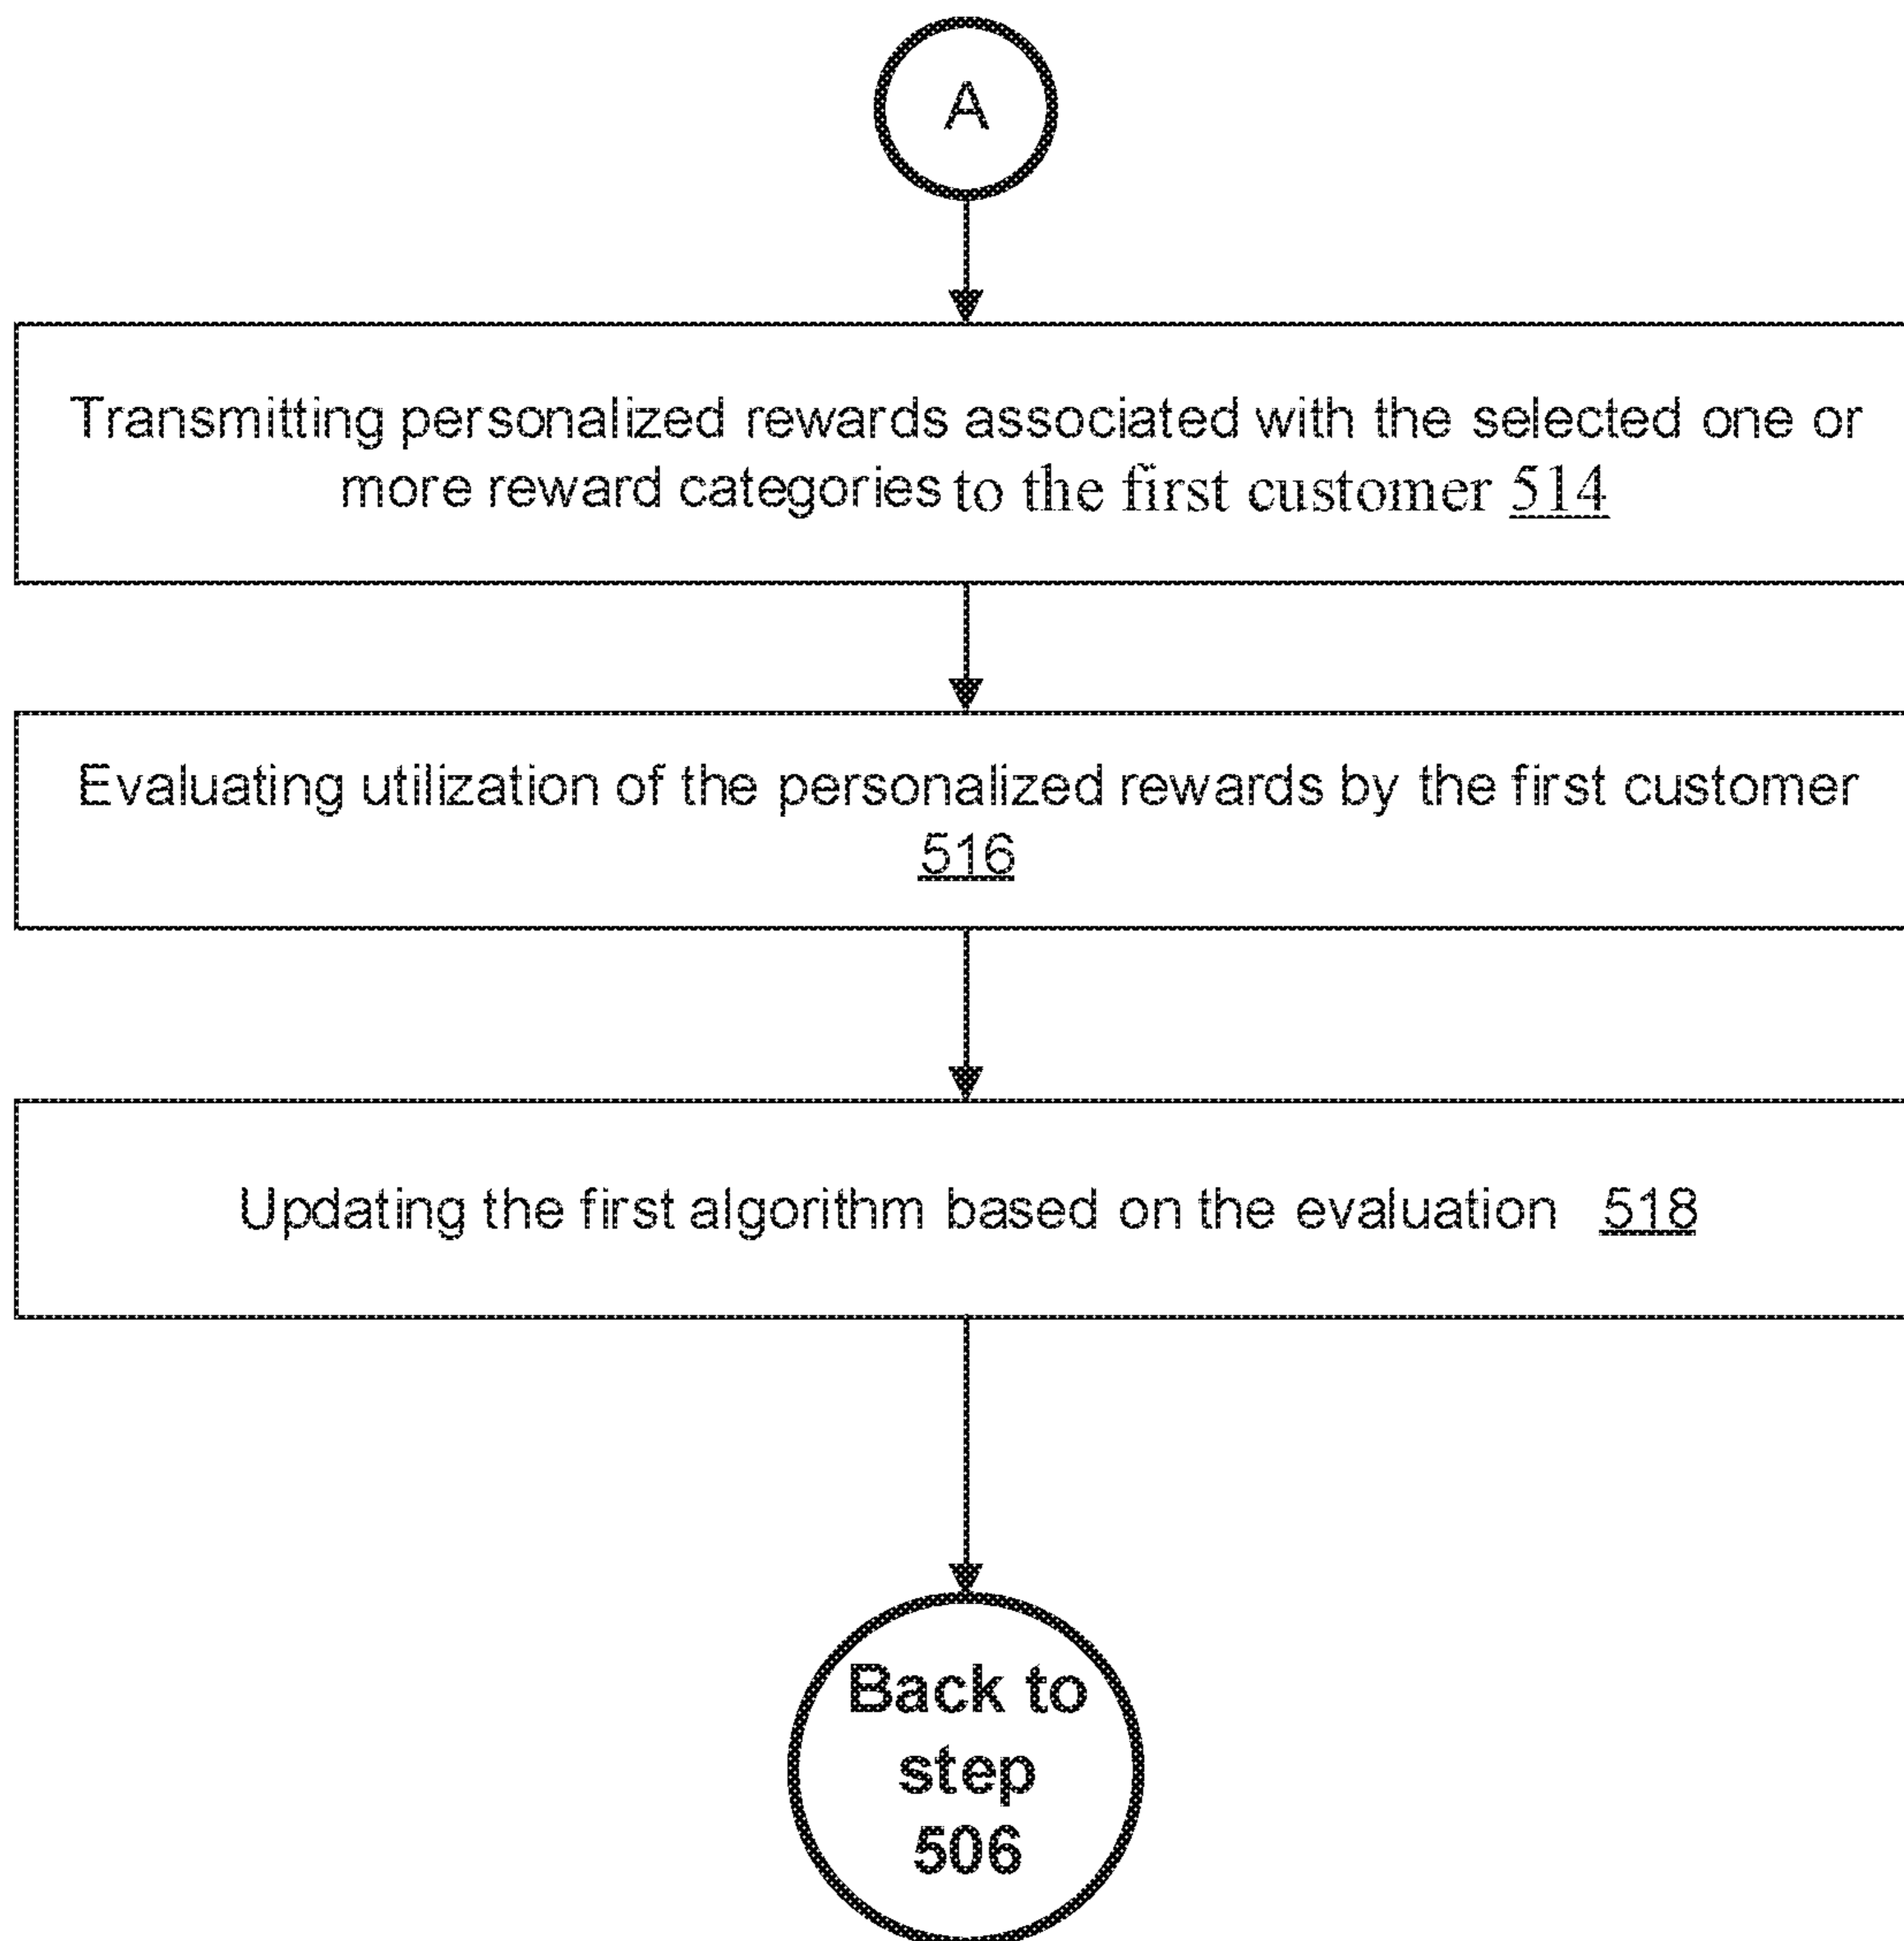 A
Transmitting personalized rewards associated with the selected one or
more reward categories to the first customer 514
Evaluating utilization of the personalized rewards by the first customer
516
Updating the first algorithm based on the evaluation 518
Back to
step
506